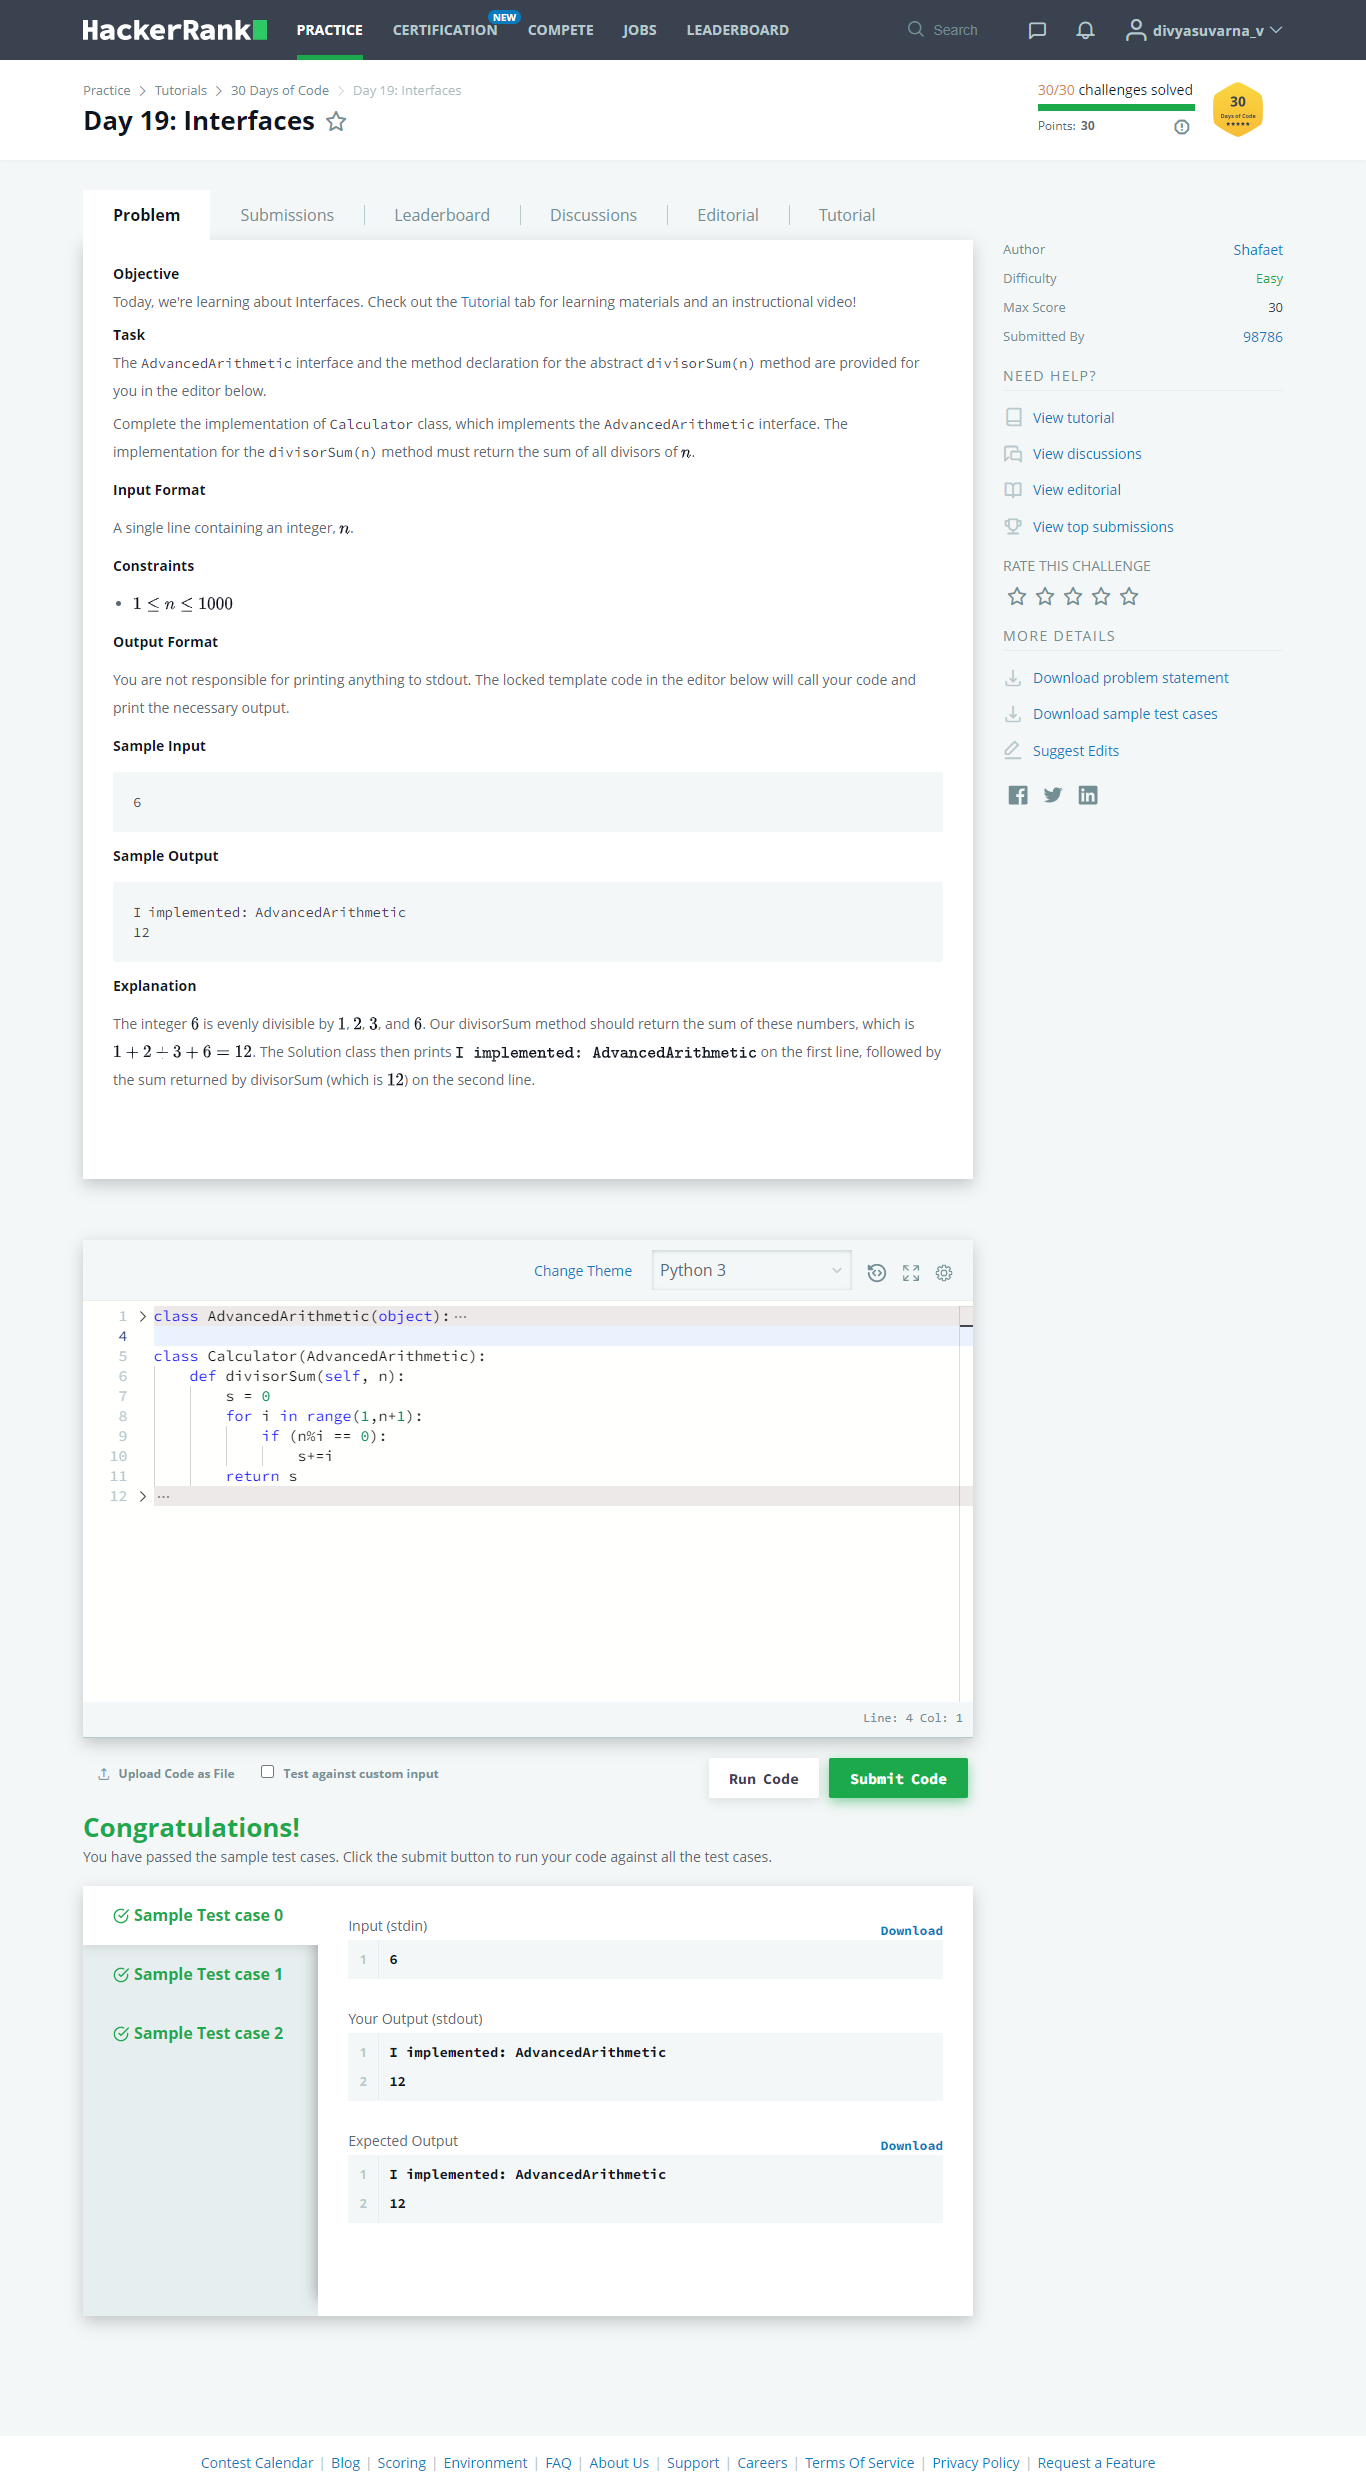 HackerRank
PRACTICE
CERTIFICATION
NEW
COMPETE
JOBS
LEADERBOARD
Search
divyasuvarna_v
Practice > Tutorials > 30 Days of Code > Day 19: Interfaces
Day 19: Interfaces
30/30 challenges solved
Points: 30
30
Days of Code
Problem
Submissions
Leaderboard
Discussions
Editorial
Tutorial
Objective
Today, we're learning about Interfaces. Check out the Tutorial tab for learning materials and an instructional video!
Task
The AdvancedArithmetic interface and the method declaration for the abstract divisorSum(n) method are provided for
you in the editor below.
Complete the implementation of Calculator class, which implements the AdvancedArithmetic interface. The
implementation for the divisorSum(n) method must return the sum of all divisors of n.
Input Format
A single line containing an integer, n.
Constraints
• 1 ≤ n ≤ 1000
Output Format
You are not responsible for printing anything to stdout. The locked template code in the editor below will call your code and
print the necessary output.
Sample Input
6
Sample Output
I implemented: AdvancedArithmetic
12
Explanation
The integer 6 is evenly divisible by 1, 2, 3, and 6. Our divisorSum method should return the sum of these numbers, which is
1 + 2 + 3 + 6 = 12. The Solution class then prints I implemented: AdvancedArithmetic on the first line, followed by
the sum returned by divisorSum (which is 12) on the second line.
Author Shafaet
Difficulty Easy
Max Score 30
Submitted By 98786
NEED HELP?
View tutorial
View discussions
View editorial
View top submissions
RATE THIS CHALLENGE
MORE DETAILS
Download problem statement
Download sample test cases
Suggest Edits
Change Theme
Python 3
1 > class AdvancedArithmetic(object): ···
4
5 class Calculator(AdvancedArithmetic):
6     def divisorSum(self, n):
7         s = 0
8         for i in range(1,n+1):
9             if (n%i == 0):
10                 s+=i
11         return s
12 > ···
Line: 4 Col: 1
Upload Code as File
Test against custom input
Run Code
Submit Code
Congratulations!
You have passed the sample test cases. Click the submit button to run your code against all the test cases.
Sample Test case 0
Sample Test case 1
Sample Test case 2
Input (stdin)
Download
1 6
Your Output (stdout)
1 I implemented: AdvancedArithmetic
2 12
Expected Output
Download
1 I implemented: AdvancedArithmetic
2 12
Contest Calendar | Blog | Scoring | Environment | FAQ | About Us | Support | Careers | Terms Of Service | Privacy Policy | Request a Feature